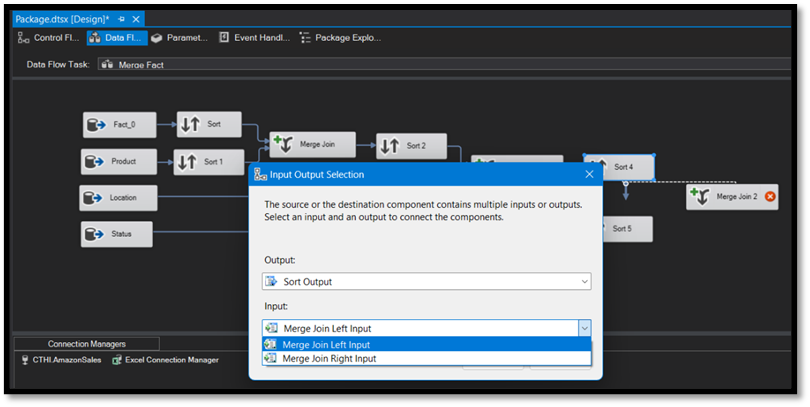 Package.dtsx [Design]*
Control Fl...
Data Fl...
Paramet...
Event Handl...
Package Explo...
Data Flow Task:
Merge Fact
Fact_0
Sort
Merge Join
Sort 2
Product
Sort 1
Sort 4
Location
Merge Join 2
Status
Sort 5
Input Output Selection
The source or the destination component contains multiple inputs or outputs.
Select an input and an output to connect the components.
Output:
Sort Output
Input:
Merge Join Left Input
Merge Join Left Input
Merge Join Right Input
Connection Managers
CTHI.AmazonSales
Excel Connection Manager